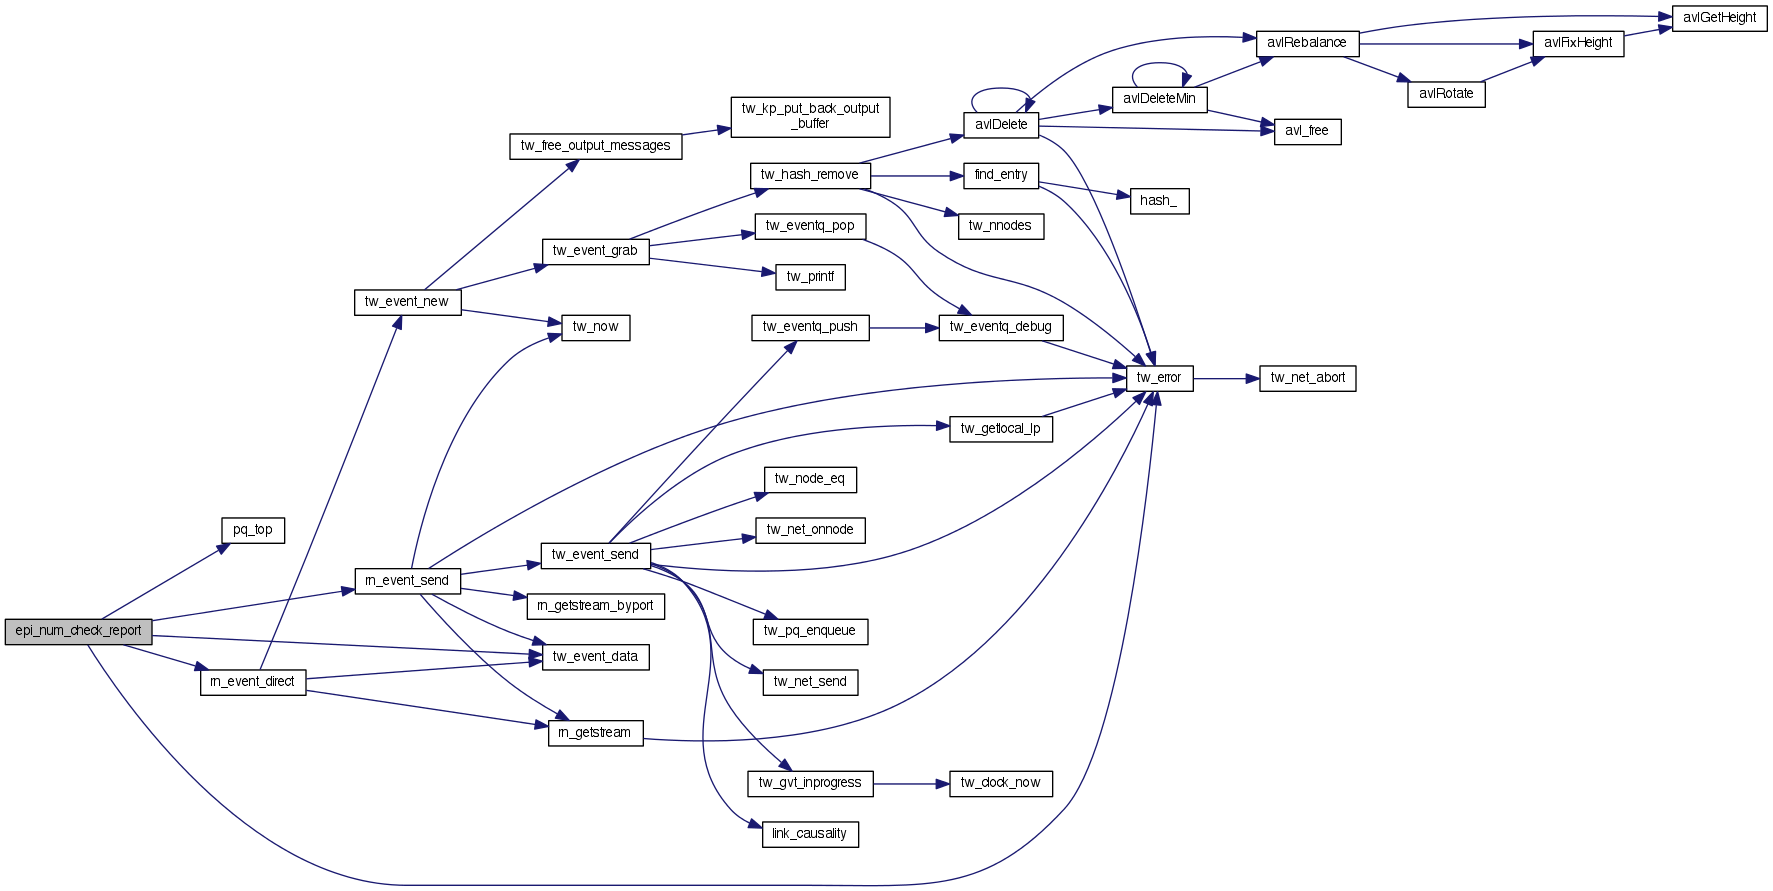 avlGetHeight
avlRebalance
avlFixHeight
avlDeleteMin
avlRotate
tw_kp_put_back_output
_buffer
avlDelete
avl_free
tw_free_output_messages
tw_hash_remove
find_entry
hash_
tw_eventq_pop
tw_nnodes
tw_event_grab
tw_printf
tw_event_new
tw_now
tw_eventq_push
tw_eventq_debug
tw_error
tw_net_abort
tw_getlocal_lp
tw_node_eq
pq_top
tw_net_onnode
tw_event_send
rn_event_send
rn_getstream_byport
epi_num_check_report
tw_pq_enqueue
tw_event_data
rn_event_direct
tw_net_send
rn_getstream
tw_gvt_inprogress
tw_clock_now
link_causality